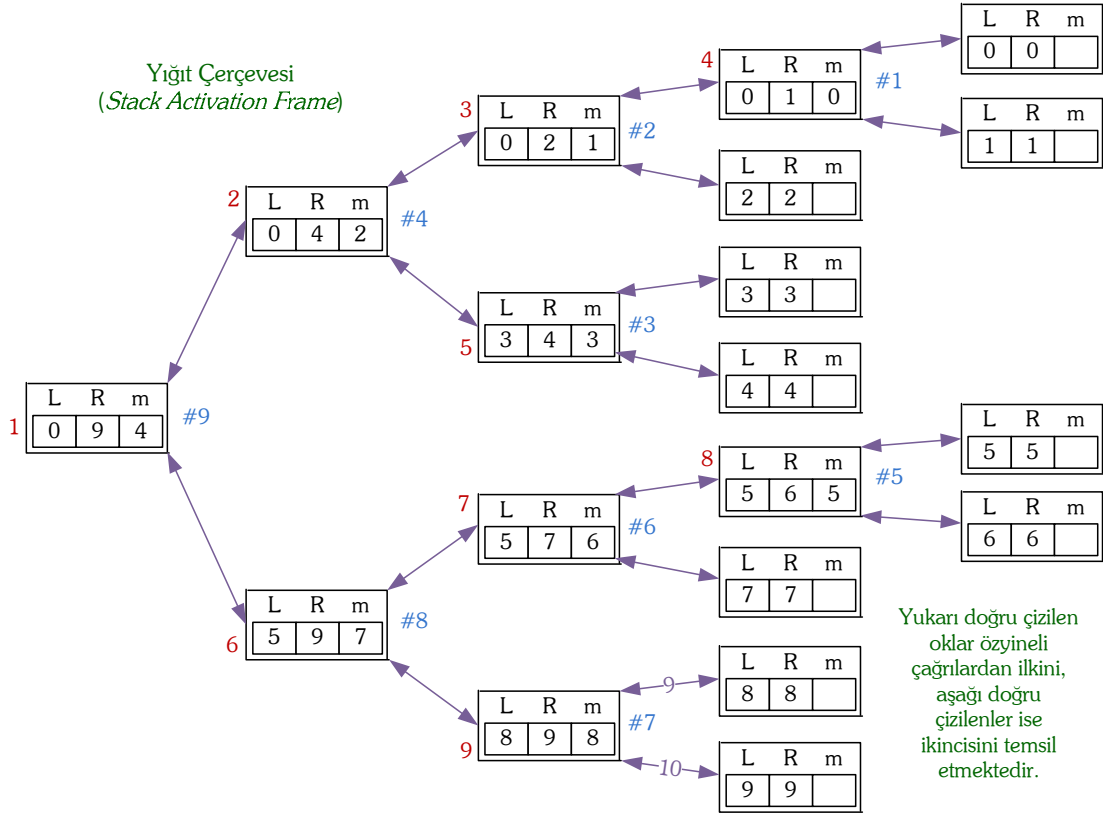 Yığıt Çerçevesi
(Stack Activation Frame)
1
L R m
0 9 4
#9
2
L R m
0 4 2
#4
3
L R m
0 2 1
#2
4
L R m
0 1 0
#1
L R m
0 0
L R m
1 1
L R m
2 2
5
L R m
3 4 3
#3
L R m
3 3
L R m
4 4
6
L R m
5 9 7
#8
7
L R m
5 7 6
#6
8
L R m
5 6 5
#5
L R m
5 5
L R m
6 6
L R m
7 7
9
L R m
8 9 8
#7
9
L R m
8 8
10
L R m
9 9
Yukarı doğru çizilen
oklar özyineli
çağrılardan ilkini,
aşağı doğru
çizilenler ise
ikincisini temsil
etmektedir.